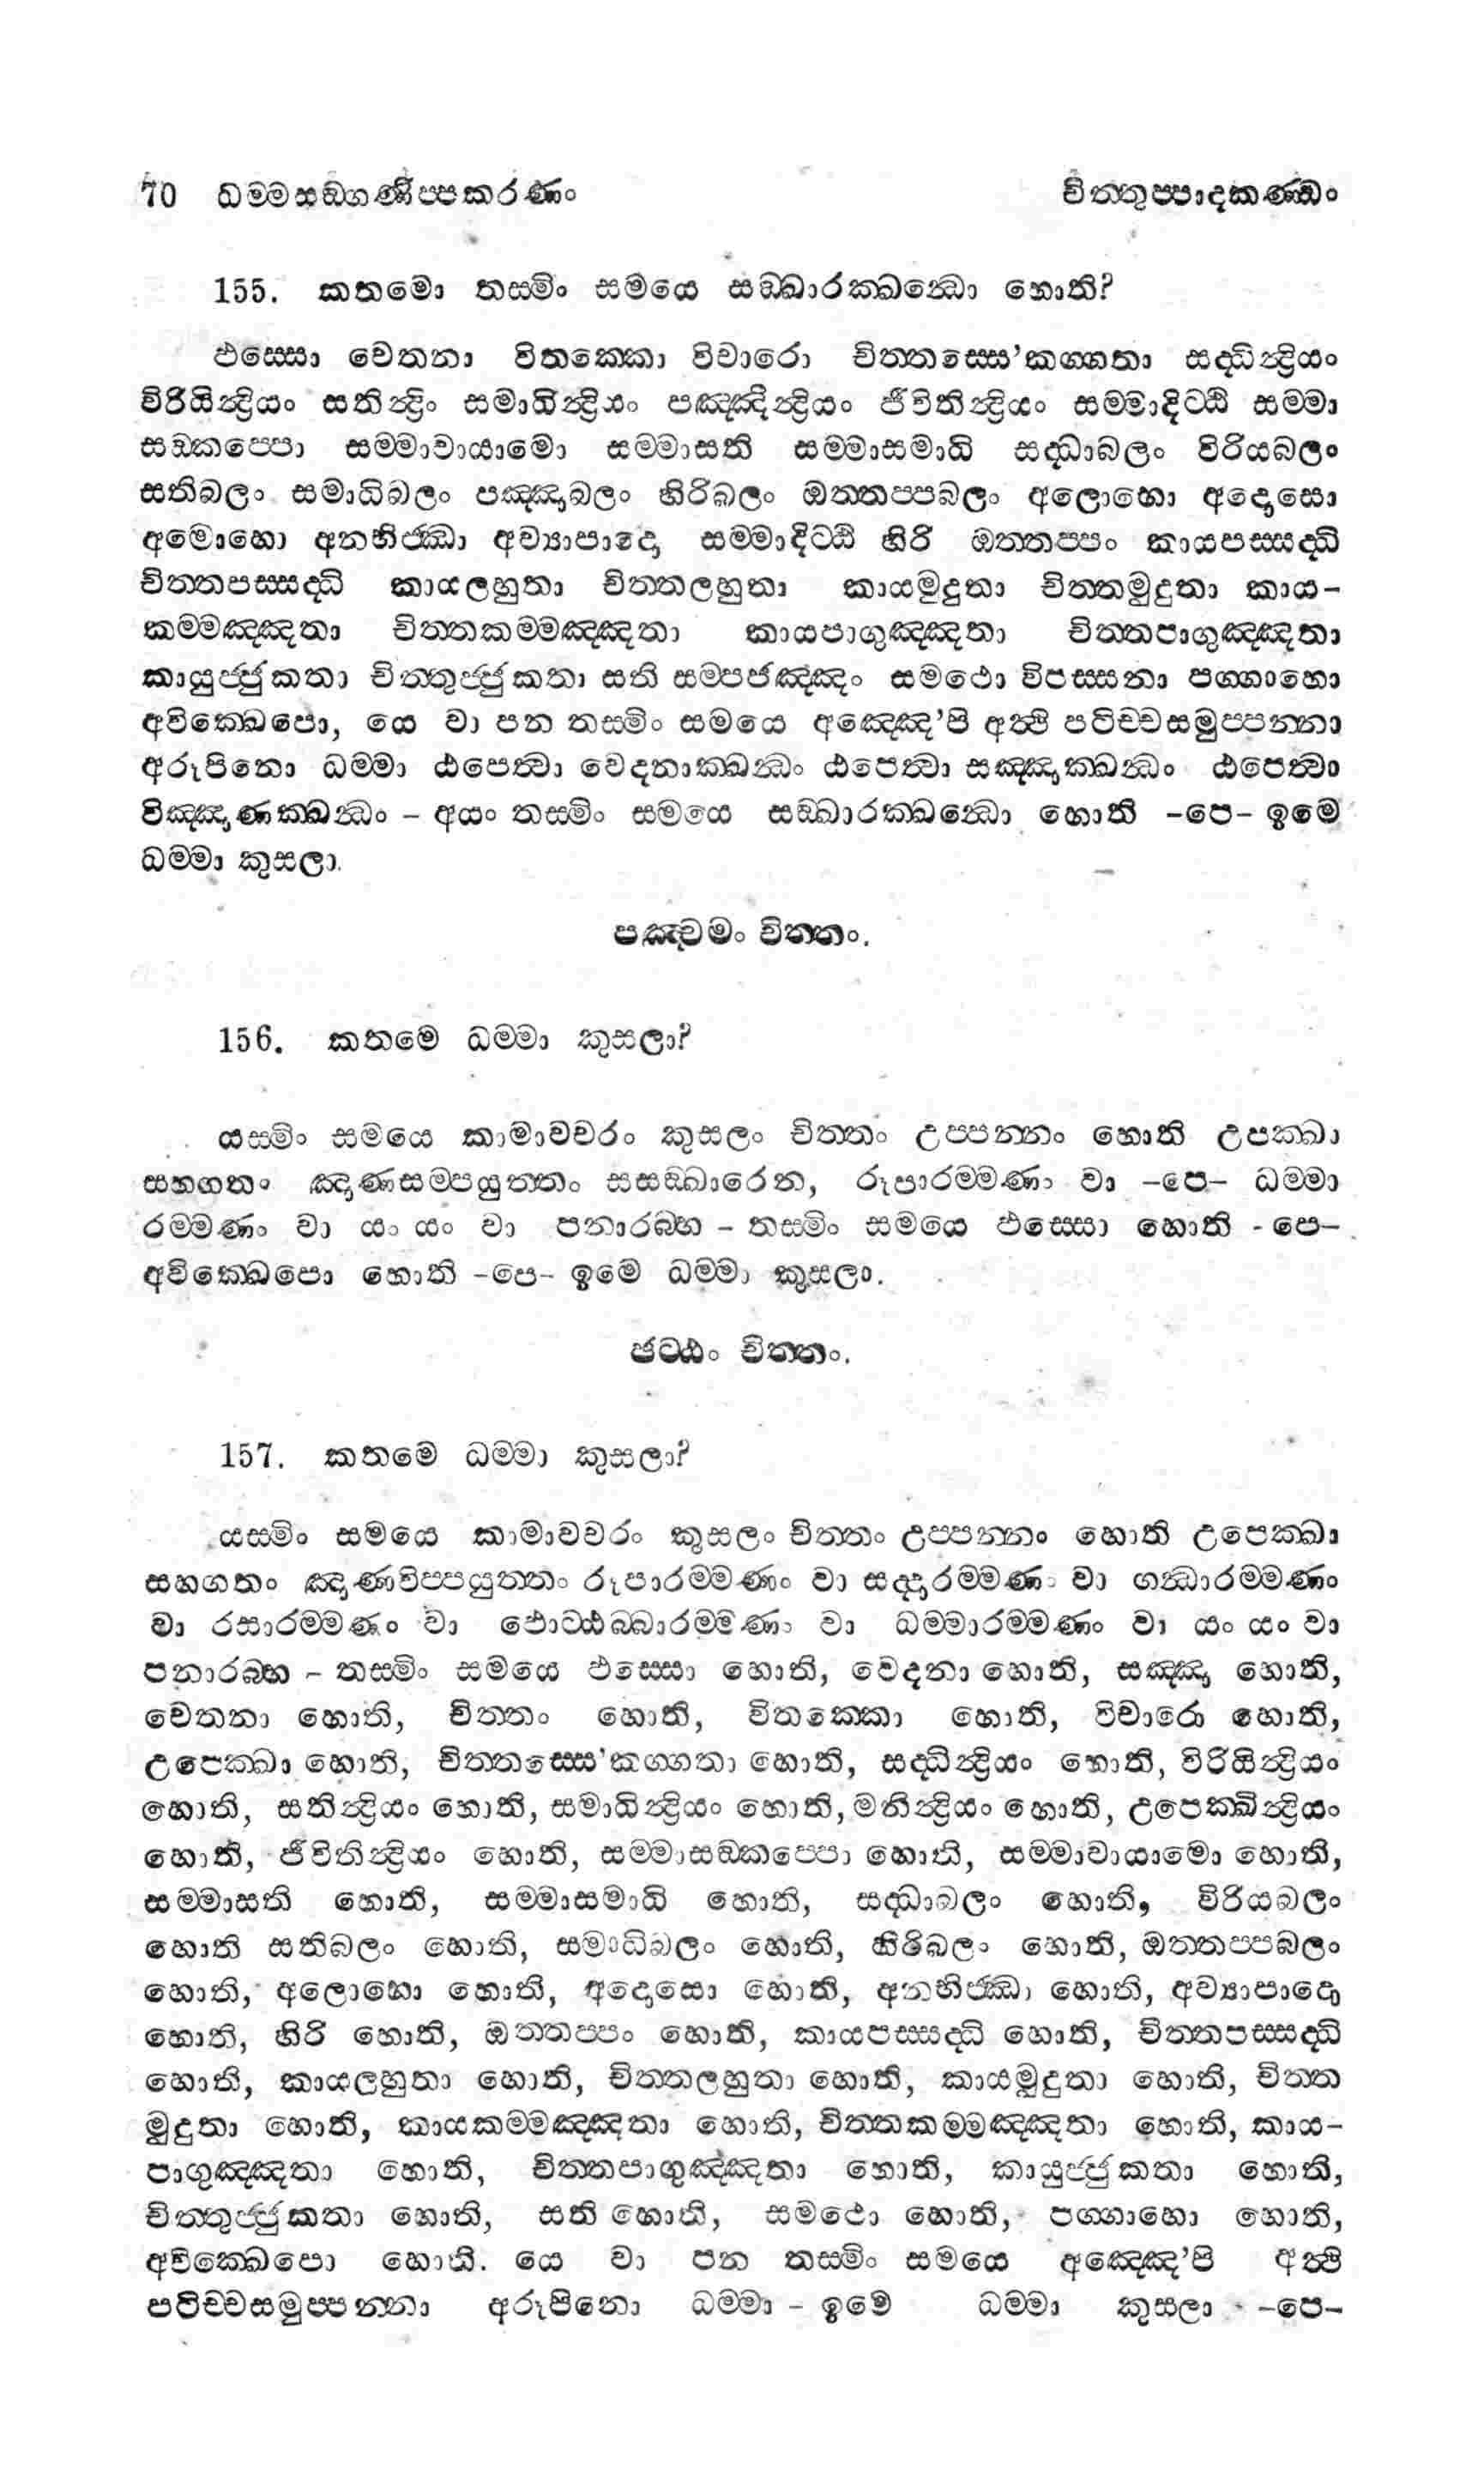 70 ධම්මසඞ්ගණිප්පකරණං චිත්තුප්පාදකණ්ඩං
155. කතමො තස්මිං සමයෙ සඞ්ඛාරක්ඛන්ධො හොති?
ඵස්සො චෙතනා විතක්කො විචාරො චිත්තස්සෙ'කග්ගතා සද්ධින්ද්‍රියං
විරියින්ද්‍රියං සතින්ද්‍රිං සමාධින්ද්‍රියං පඤ්ඤින්ද්‍රියං ජීවිතින්ද්‍රියං සම්මාදිට්ඨි සම්මා
සඞ්කප්පො සම්මාවායාමො සම්මාසති සම්මාසමාධි සද්ධාබලං විරියබලං
සතිබලං සමාධිබලං පඤ්ඤාබලං හිරිබලං ඔත්තප්පබලං අලොභො අදොසො
අමොහො අනභිජ්ඣා අව්‍යාපාදො සම්මාදිට්ඨි හිරි ඔත්තප්පං කායපස්සද්ධි
චිත්තපස්සද්ධි කායලහුතා චිත්තලහුතා කායමුදුතා චිත්තමුදුතා කාය-
කම්මඤ්ඤතා චිත්තකම්මඤ්ඤතා කායපාගුඤ්ඤතා චිත්තපාගුඤ්ඤතා
කායුජ්ජුකතා චිත්තුජ්ජුකතා සති සම්පජඤ්ඤං සමථො විපස්සනා පග්ගාහො
අවික්ඛෙපො, යෙ වා පන තස්මිං සමයෙ අඤ්ඤෙ'පි අත්ථි පටිච්චසමුප්පන්නා
අරූපිනො ධම්මා ඨපෙත්වා වෙදනාක්ඛන්ධං ඨපෙත්වා සඤ්ඤාක්ඛන්ධං ඨපෙත්වා
විඤ්ඤාණක්ඛන්ධං – අයං තස්මිං සමයෙ සඞ්ඛාරක්ඛන්ධො හොති -පෙ- ඉමෙ
ධම්මා කුසලා.
පඤ්චමං චිත්තං.
156. කතමෙ ධම්මා කුසලා?
යස්මිං සමයෙ කාමාවචරං කුසලං චිත්තං උප්පන්නං හොති උපක්ඛා
සහගතං ඤාණසම්පයුත්තං සසඞ්ඛාරෙන, රූපාරම්මණං වා -පෙ- ධම්මා
රම්මණං වා යං යං වා පනාරබ්භ – තස්මිං සමයෙ ඵස්සො හොති -පෙ-
අවික්ඛෙපො හොති -පෙ- ඉමෙ ධම්මා කුසලා.
ඡට්ඨං චිත්තං.
157. කතමෙ ධම්මා කුසලා?
යස්මිං සමයෙ කාමාවචරං කුසලං චිත්තං උප්පන්නං හොති උපෙක්ඛා
සහගතං ඤාණවිප්පයුත්තං රූපාරම්මණං වා සද්දාරම්මණං වා ගන්ධාරම්මණං
වා රසාරම්මණං වා ඵොට්ඨබ්බාරම්මණං වා ධම්මාරම්මණං වා යං යං වා
පනාරබ්භ – තස්මිං සමයෙ ඵස්සො හොති, වෙදනා හොති, සඤ්ඤා හොති,
චෙතනා හොති, චිත්තං හොති, විතක්කො හොති, විචාරො හොති,
උපෙක්ඛා හොති, චිත්තස්සෙ'කග්ගතා හොති, සද්ධින්ද්‍රියං හොති, විරියින්ද්‍රියං
හොති, සතින්ද්‍රියං හොති, සමාධින්ද්‍රියං හොති, මනින්ද්‍රියං හොති, උපෙක්ඛින්ද්‍රියං
හොති, ජීවිතින්ද්‍රියං හොති, සම්මාසඞ්කප්පො හොති, සම්මාවායාමො හොති,
සම්මාසති හොති, සම්මාසමාධි හොති, සද්ධාබලං හොති, විරියබලං
හොති සතිබලං හොති, සමාධිබලං හොති, හිරිබලං හොති, ඔත්තප්පබලං
හොති, අලොභො හොති, අදොසො හොති, අනභිජ්ඣා හොති, අව්‍යාපාදො
හොති, හිරි හොති, ඔත්තප්පං හොති, කායපස්සද්ධි හොති, චිත්තපස්සද්ධි
හොති, කායලහුතා හොති, චිත්තලහුතා හොති, කායමුදුතා හොති, චිත්ත
මුදුතා හොති, කායකම්මඤ්ඤතා හොති, චිත්තකම්මඤ්ඤතා හොති, කාය-
පාගුඤ්ඤතා හොති, චිත්තපාගුඤ්ඤතා හොති, කායුජ්ජුකතා හොති,
චිත්තුජ්ජුකතා හොති, සති හොති, සමථො හොති, පග්ගාහො හොති,
අවික්ඛෙපො හොති. යෙ වා පන තස්මිං සමයෙ අඤ්ඤෙ'පි අත්ථි
පටිච්චසමුප්පන්නා අරූපිනො ධම්මා – ඉමෙ ධම්මා කුසලා -පෙ-